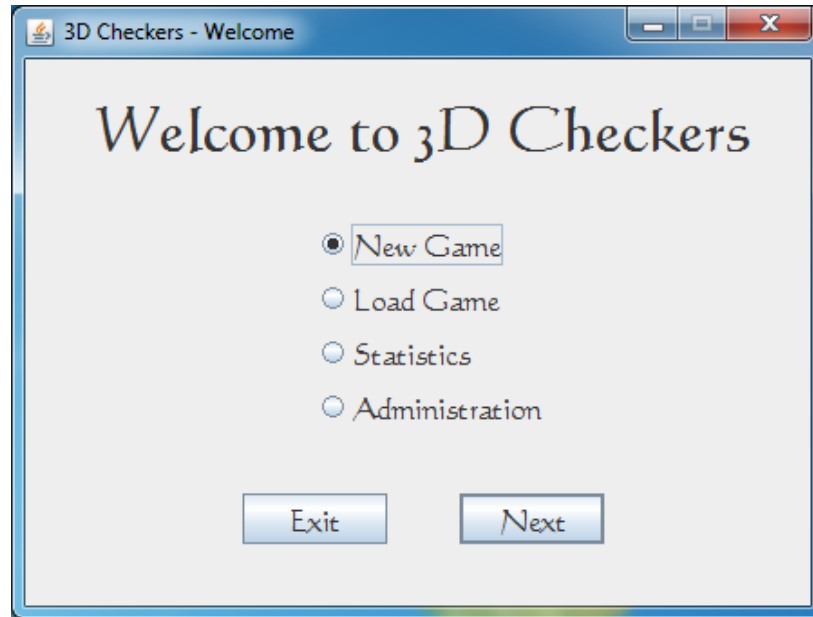 3D Checkers - Welcome
Welcome to 3D Checkers
New Game
Load Game
Statistics
Administration
Exit Next